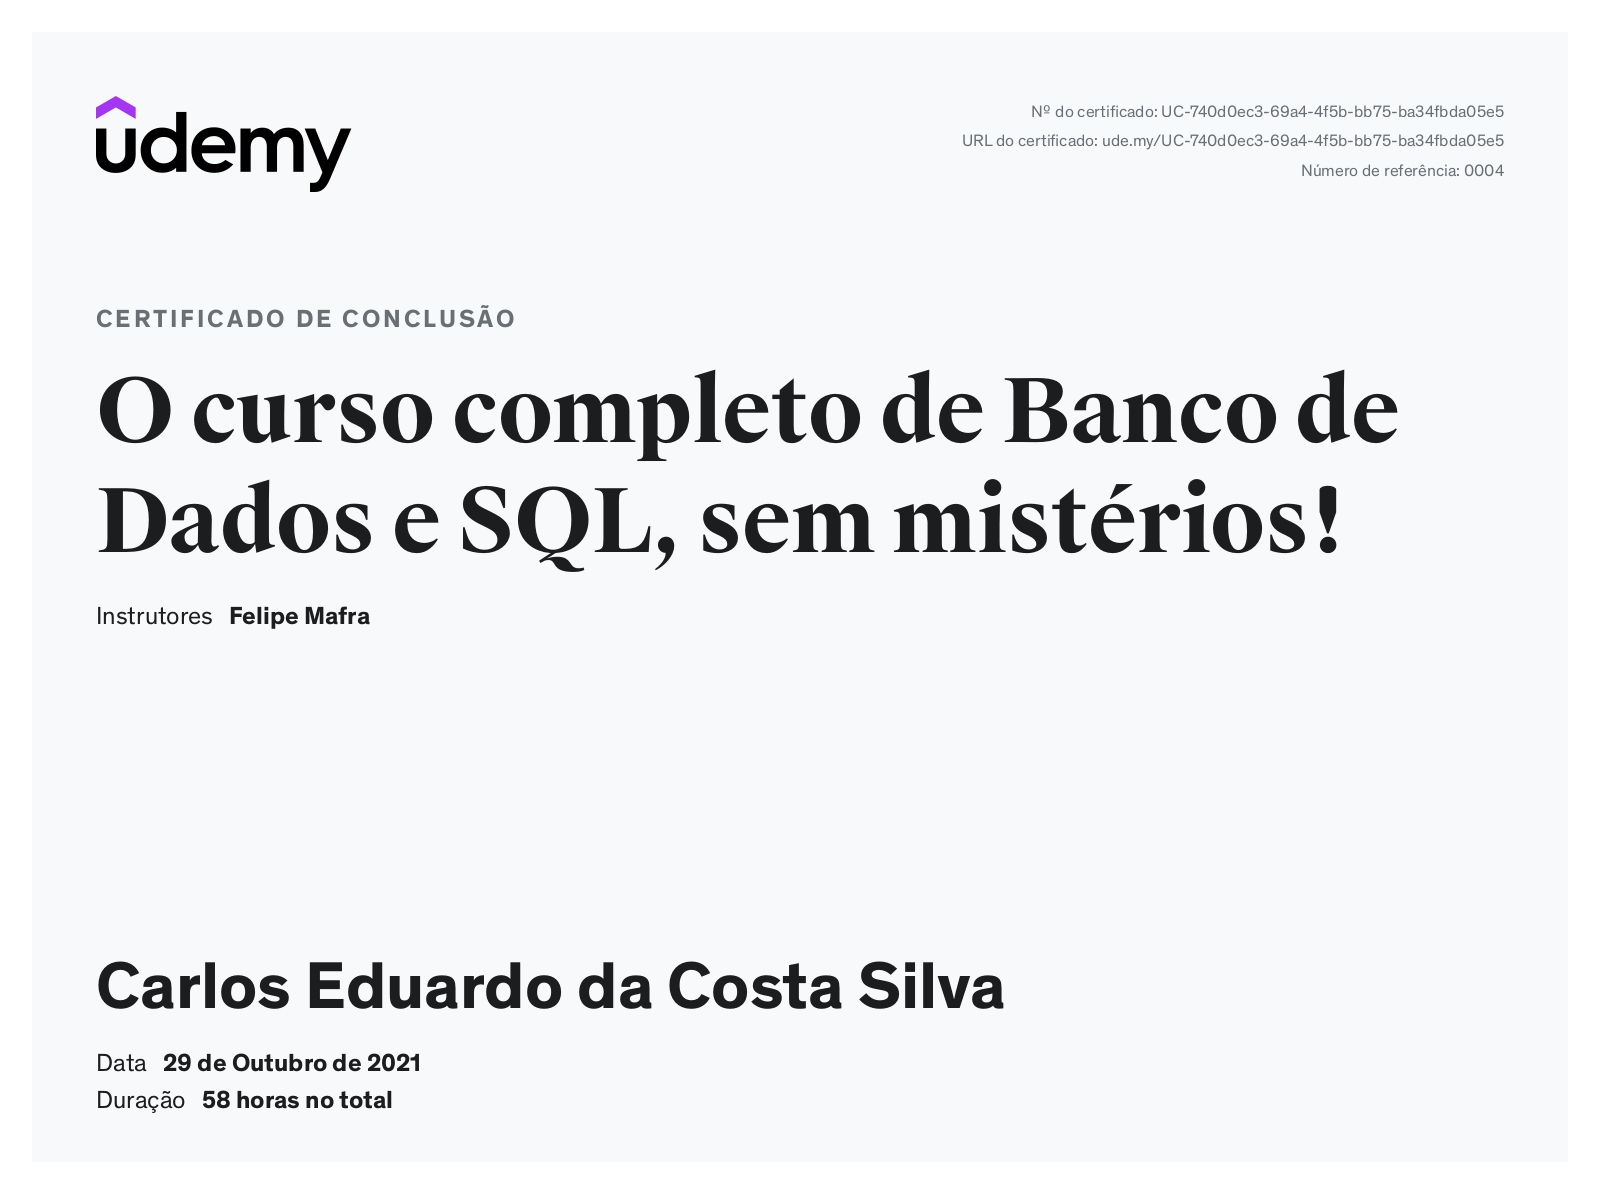 udemy
Nº do certificado: UC-740d0ec3-69a4-4f5b-bb75-ba34fbda05e5
URL do certificado: ude.my/UC-740d0ec3-69a4-4f5b-bb75-ba34fbda05e5
Número de referência: 0004
CERTIFICADO DE CONCLUSÃO
O curso completo de Banco de
Dados e SQL, sem mistérios!
Instrutores Felipe Mafra
Carlos Eduardo da Costa Silva
Data 29 de Outubro de 2021
Duração 58 horas no total